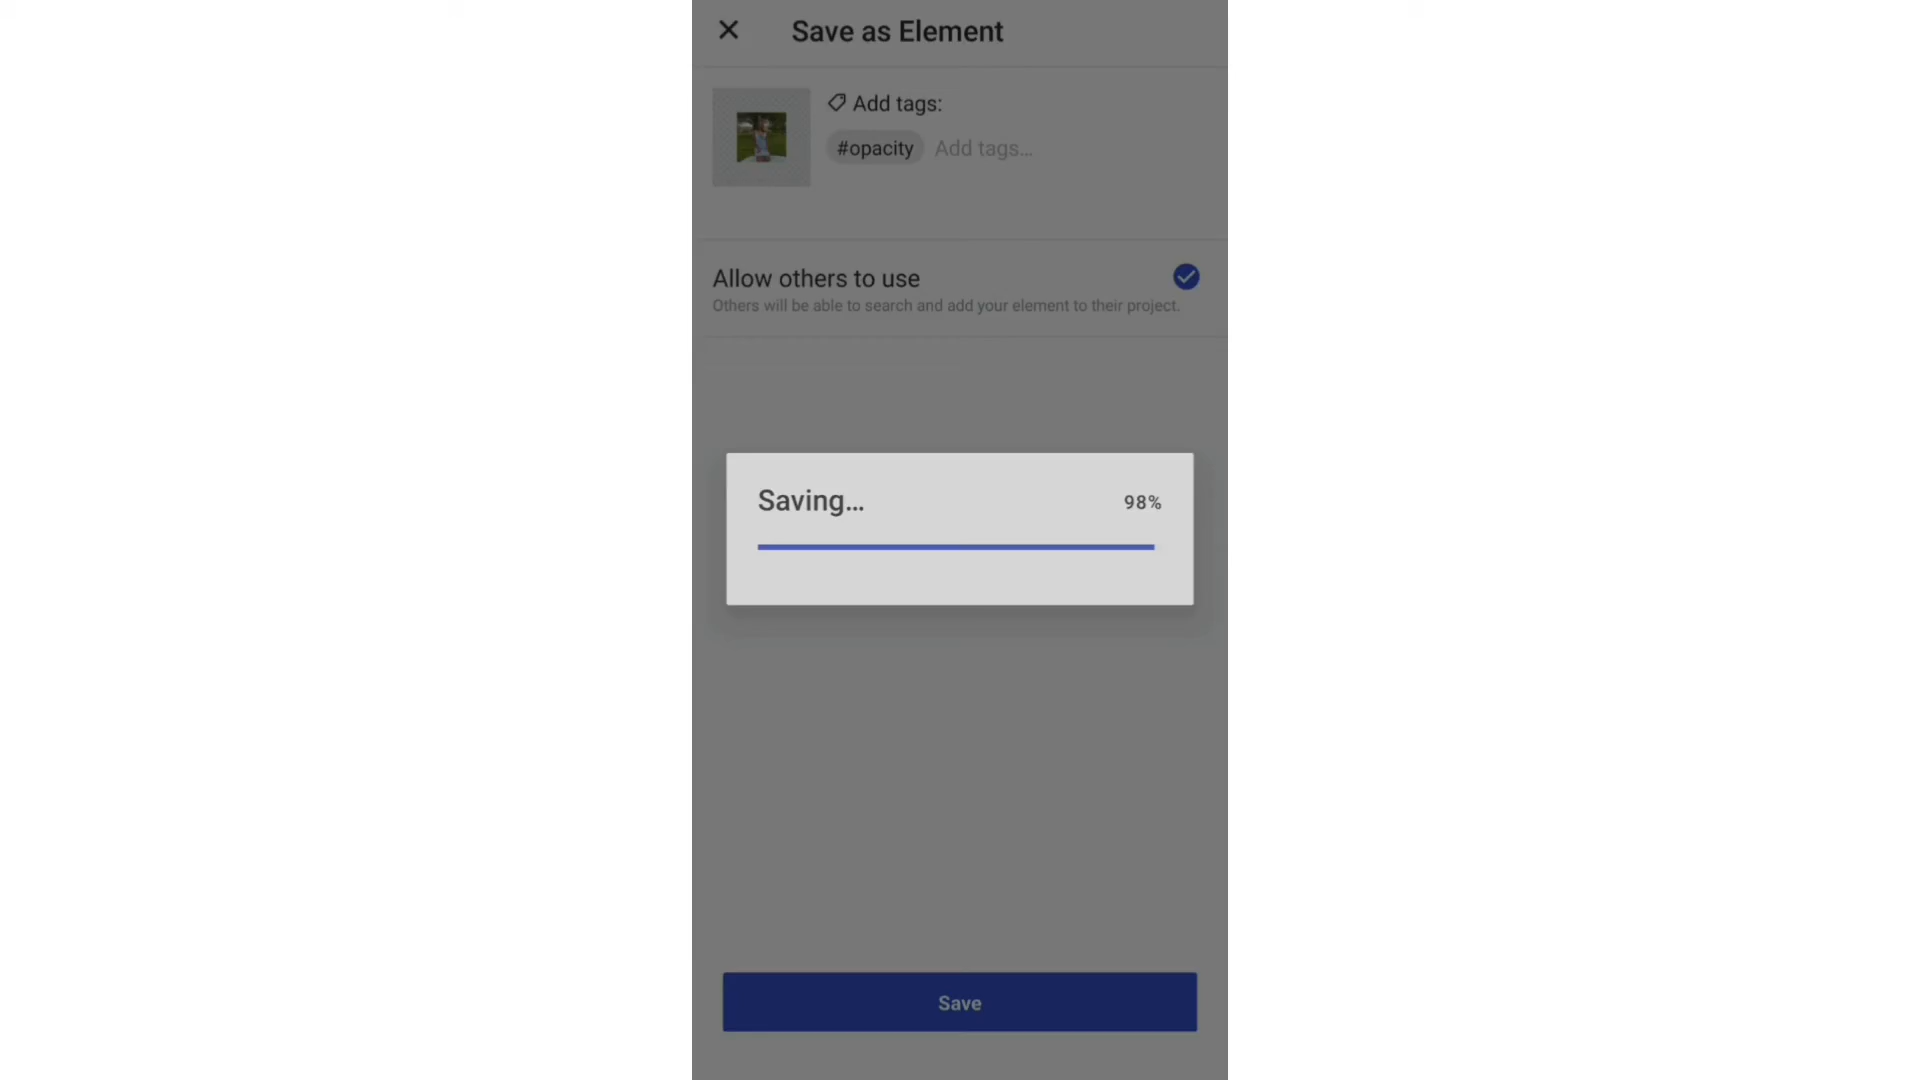 Save as Element
Add tags:
#opacity Add tags...
Allow others to use
Others will be able to search and add your element to their project.
Saving... 98%
Save